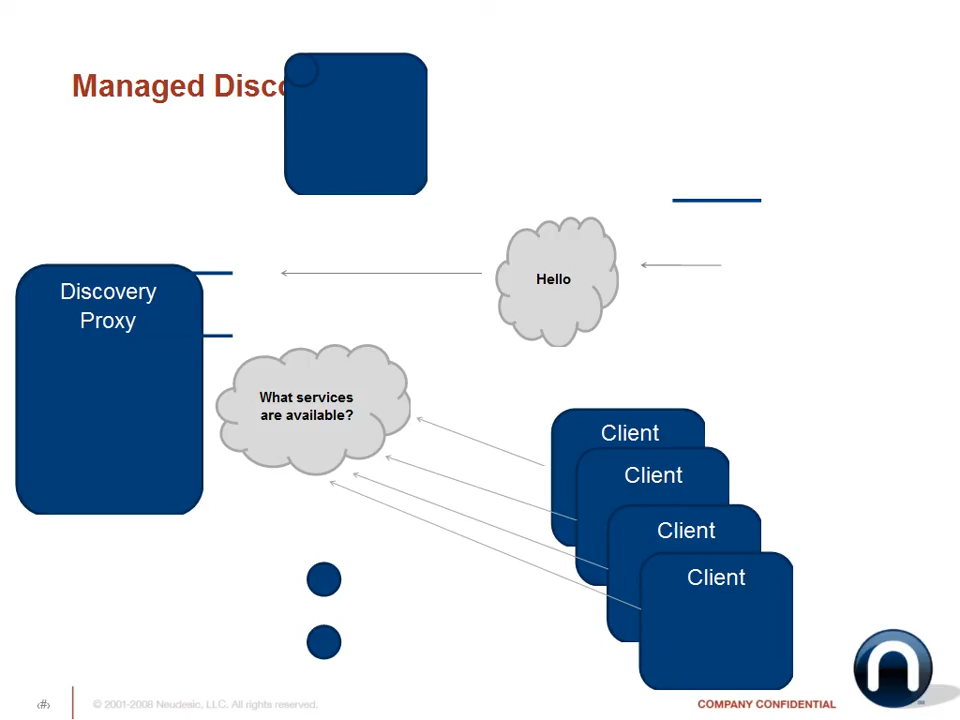 Managed Disco
Hello
Discovery
Proxy
What services
are available?
Client
Client
Client
Client
‹#›
© 2001-2008 Neudesic, LLC. All rights reserved.
COMPANY CONFIDENTIAL